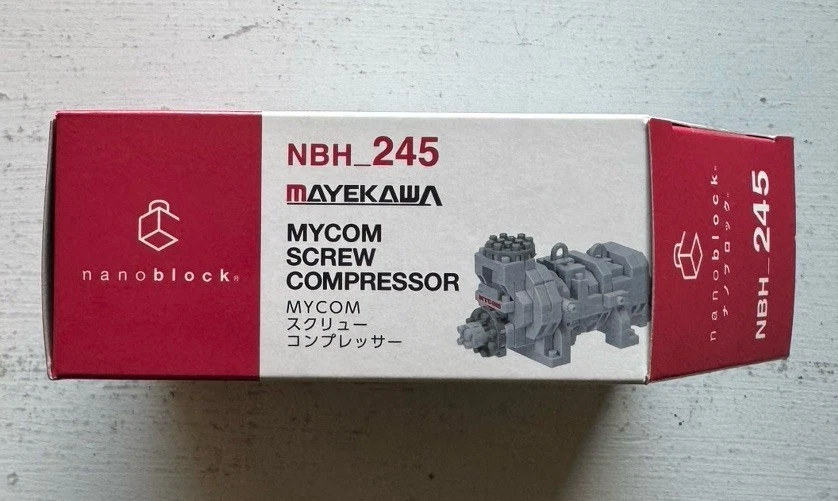 nanoblock®
NBH_245
MAYEKAWA
MYCOM
SCREW
COMPRESSOR
MYCOM
スクリュー
コンプレッサー
MYCOM
nanoblock®
ナノブロック®
NBH_245